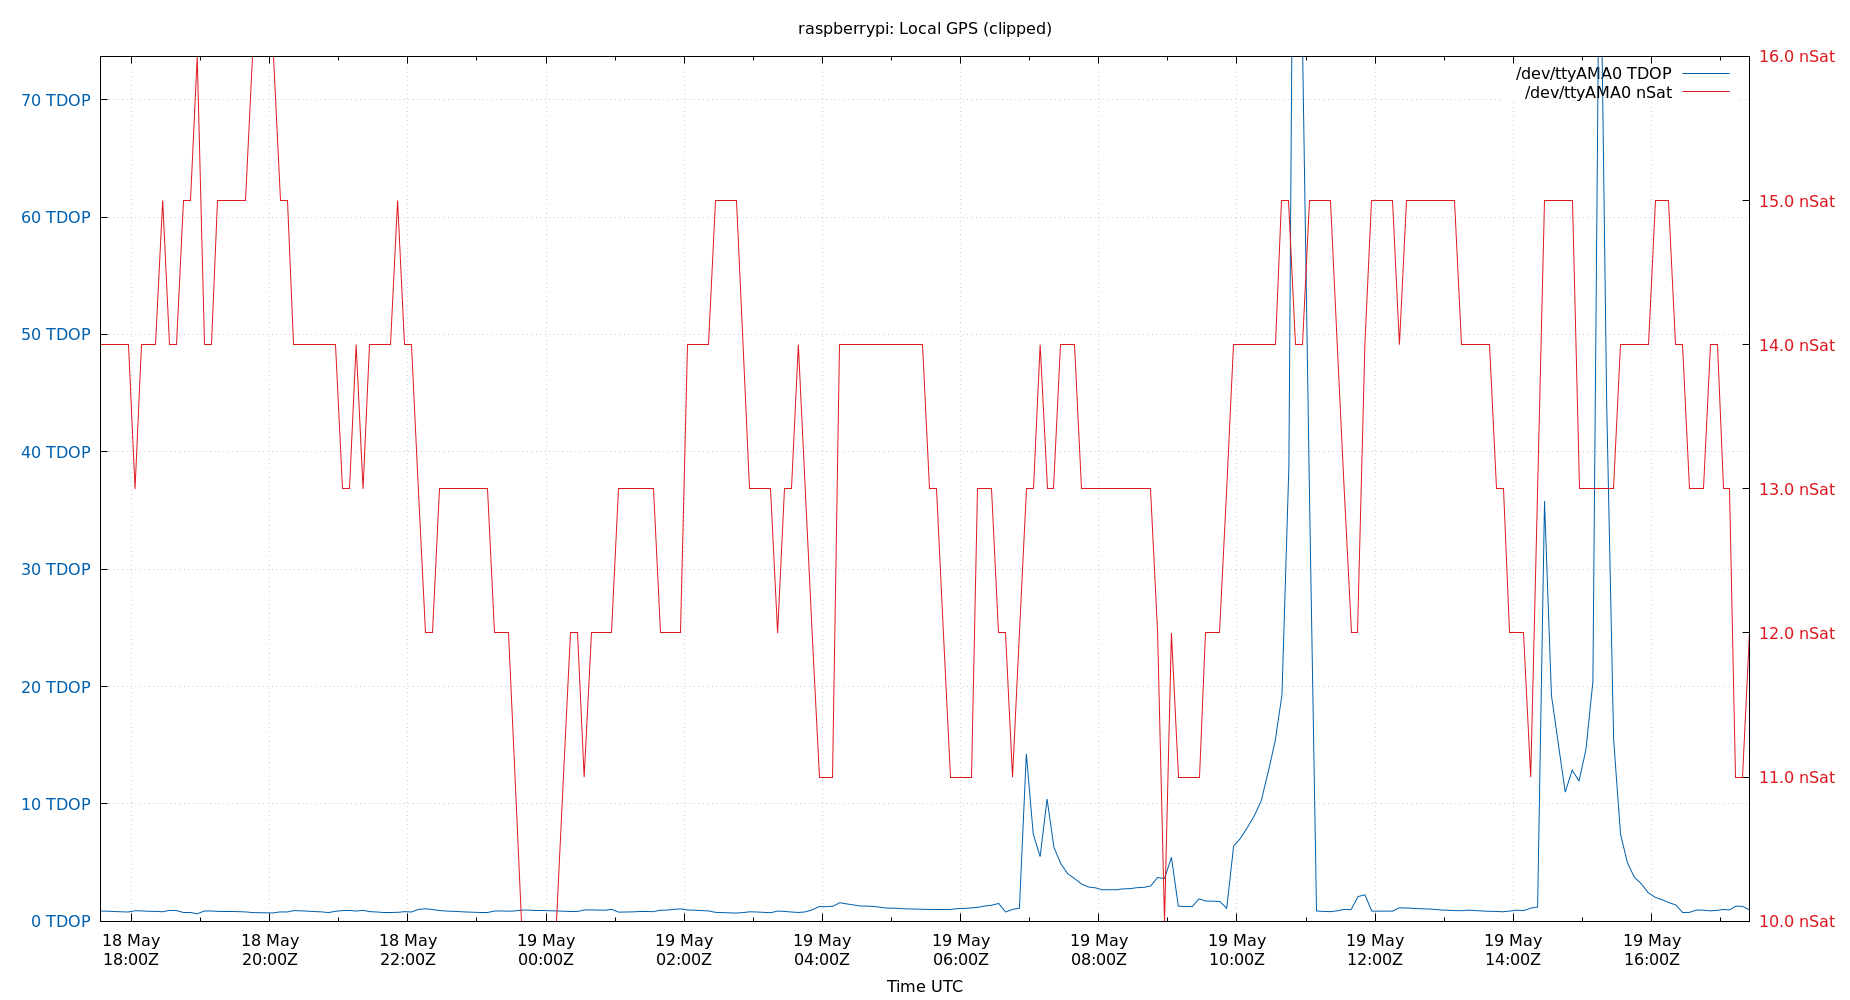 raspberrypi: Local GPS (clipped)
16.0 nSat
/dev/ttyAMA0 TDOP
/dev/ttyAMA0 nSat
70 TDOP
15.0 nSat
60 TDOP
14.0 nSat
50 TDOP
40 TDOP
13.0 nSat
30 TDOP
12.0 nSat
20 TDOP
11.0 nSat
10 TDOP
0 TDOP
10.0 nSat
18 May 18 May 18 May 19 May 19 May 19 May 19 May 19 May 19 May 19 May 19 May 19 May
18:00Z 20:00Z 22:00Z 00:00Z 02:00Z 04:00Z 06:00Z 08:00Z 10:00Z 12:00Z 14:00Z 16:00Z
Time UTC